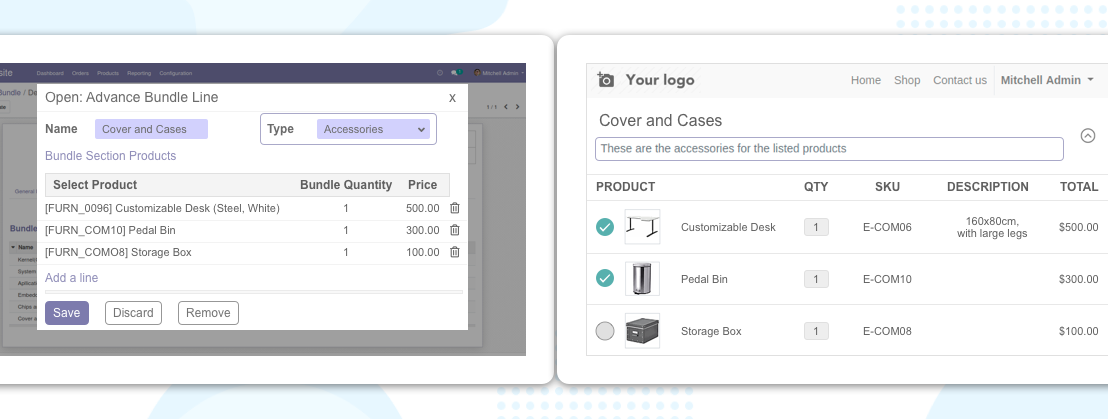 site
Dashboard Orders Products Reporting Configuration
Mitchell Admin
Open: Advance Bundle Line
X
1 / 1
Name
Cover and Cases
Type
Accessories
Bundle Section Products
Select Product Bundle Quantity Price
[FURN_0096] Customizable Desk (Steel, White) 1 500.00
[FURN_COM10] Pedal Bin 1 300.00
[FURN_COMO8] Storage Box 1 100.00
Add a line
Save Discard Remove
General
Bundle
Name
System
Your logo
Home Shop Contact us Mitchell Admin
Cover and Cases
These are the accessories for the listed products
PRODUCT QTY SKU DESCRIPTION TOTAL
Customizable Desk 1 E-COM06 160x80cm, $500.00
with large legs
Pedal Bin 1 E-COM10 $300.00
Storage Box 1 E-COM08 $100.00